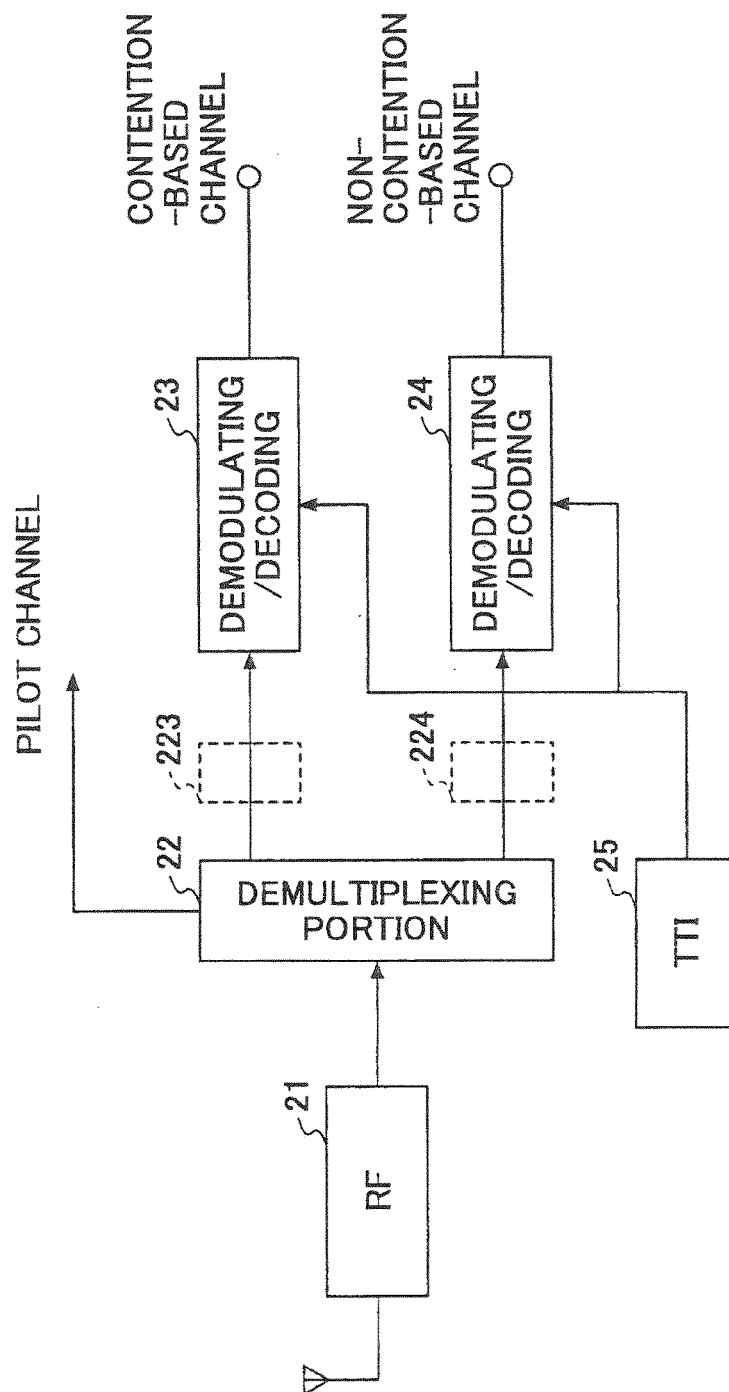 PILOT CHANNEL
CONTENTION
-BASED
CHANNEL
23
DEMODULATING
/DECODING
223
22
DEMULTIPLEXING
PORTION
21
RF
NON-
CONTENTION
-BASED
CHANNEL
24
DEMODULATING
/DECODING
224
25
TTI